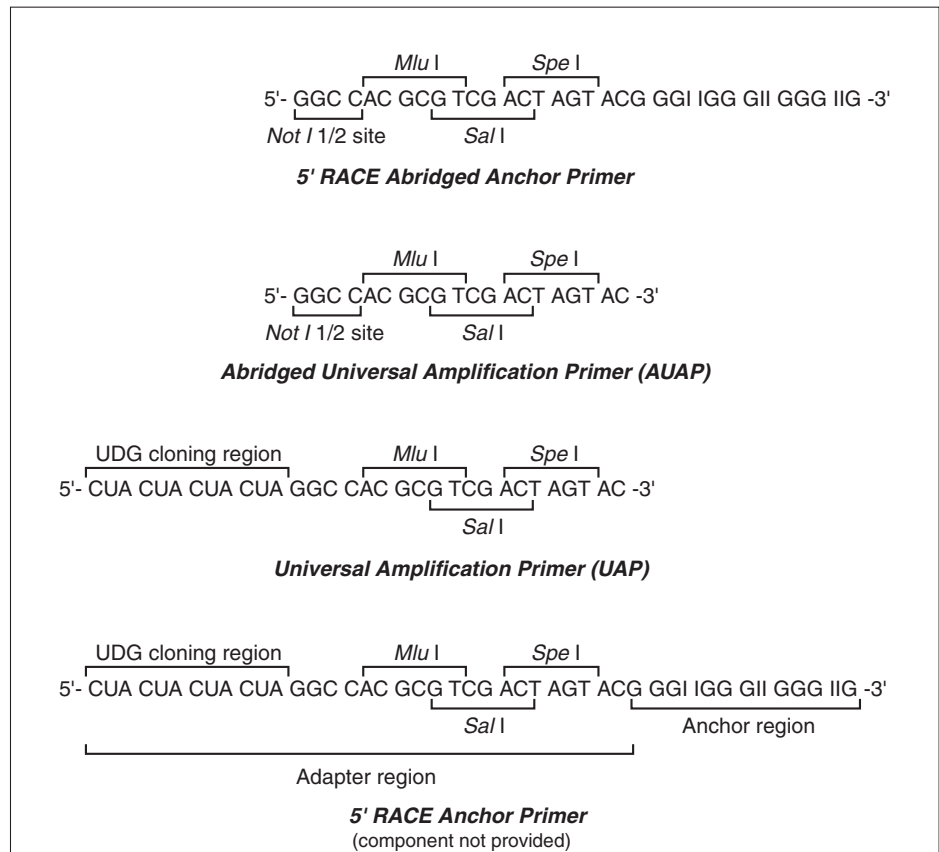 Mlu I Spe I
5'- GGC CAC GCG TCG ACT AGT ACG GGI IGG GII GGG IIG -3'
Not I 1/2 site Sal I
5' RACE Abridged Anchor Primer
Mlu I Spe I
5'- GGC CAC GCG TCG ACT AGT AC -3'
Not I 1/2 site Sal I
Abridged Universal Amplification Primer (AUAP)
UDG cloning region Mlu I Spe I
5'- CUA CUA CUA CUA GGC CAC GCG TCG ACT AGT AC -3'
Sal I
Universal Amplification Primer (UAP)
UDG cloning region Mlu I Spe I
5'- CUA CUA CUA CUA GGC CAC GCG TCG ACT AGT ACG GGI IGG GII GGG IIG -3'
Sal I Anchor region
Adapter region
5' RACE Anchor Primer
(component not provided)